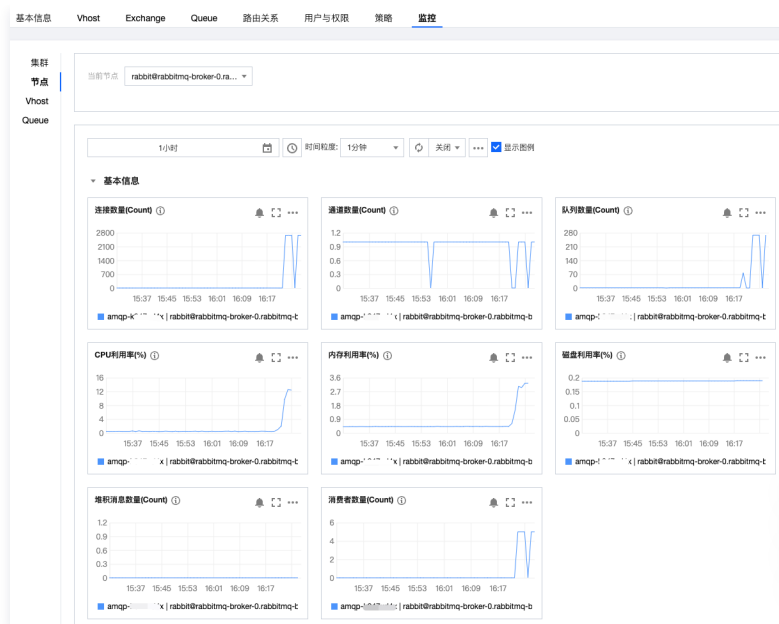 基本信息 Vhost Exchange Queue 路由关系 用户与权限 策略 监控
集群
节点
Vhost
Queue
当前节点 rabbit@rabbitmq-broker-0.ra...
1小时 时间粒度: 1分钟 关闭 显示图例
基本信息
连接数量(Count)
2800
2100
1400
700
0
15:37 15:45 15:53 16:01 16:09 16:17
| rabbit@rabbitmq-broker-0.rabbitmq-t
通道数量(Count)
1.2
0.9
0.6
0.3
0
15:37 15:45 15:53 16:01 16:09 16:17
| rabbit@rabbitmq-broker-0.rabbitmq-t
队列数量(Count)
280
210
140
70
0
15:37 15:45 15:53 16:01 16:09 16:17
| rabbit@rabbitmq-broker-0.rabbitmq-t
CPU利用率(%)
16
12
8
4
0
15:37 15:45 15:53 16:01 16:09 16:17
| rabbit@rabbitmq-broker-0.rabbitmq-t
内存利用率(%)
3.6
2.7
1.8
0.9
0
15:37 15:45 15:53 16:01 16:09 16:17
| rabbit@rabbitmq-broker-0.rabbitmq-t
磁盘利用率(%)
0.2
0.15
0.1
0.05
0
15:37 15:45 15:53 16:01 16:09 16:17
| rabbit@rabbitmq-broker-0.rabbitmq-t
堆积消息数量(Count)
1.2
0.9
0.6
0.3
0
15:37 15:45 15:53 16:01 16:09 16:17
| rabbit@rabbitmq-broker-0.rabbitmq-t
消费者数量(Count)
6
4
2
0
15:37 15:45 15:53 16:01 16:09 16:17
| rabbit@rabbitmq-broker-0.rabbitmq-t